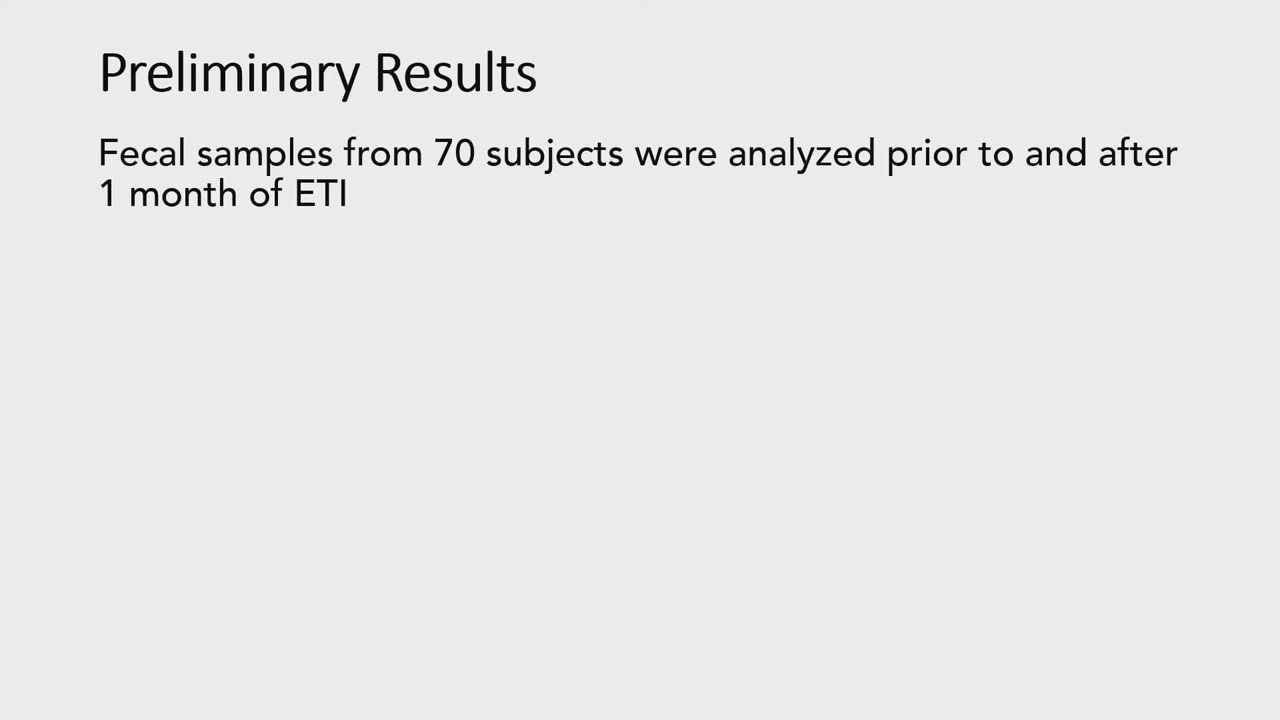 Preliminary Results
Fecal samples from 70 subjects were analyzed prior to and after
1 month of ETI